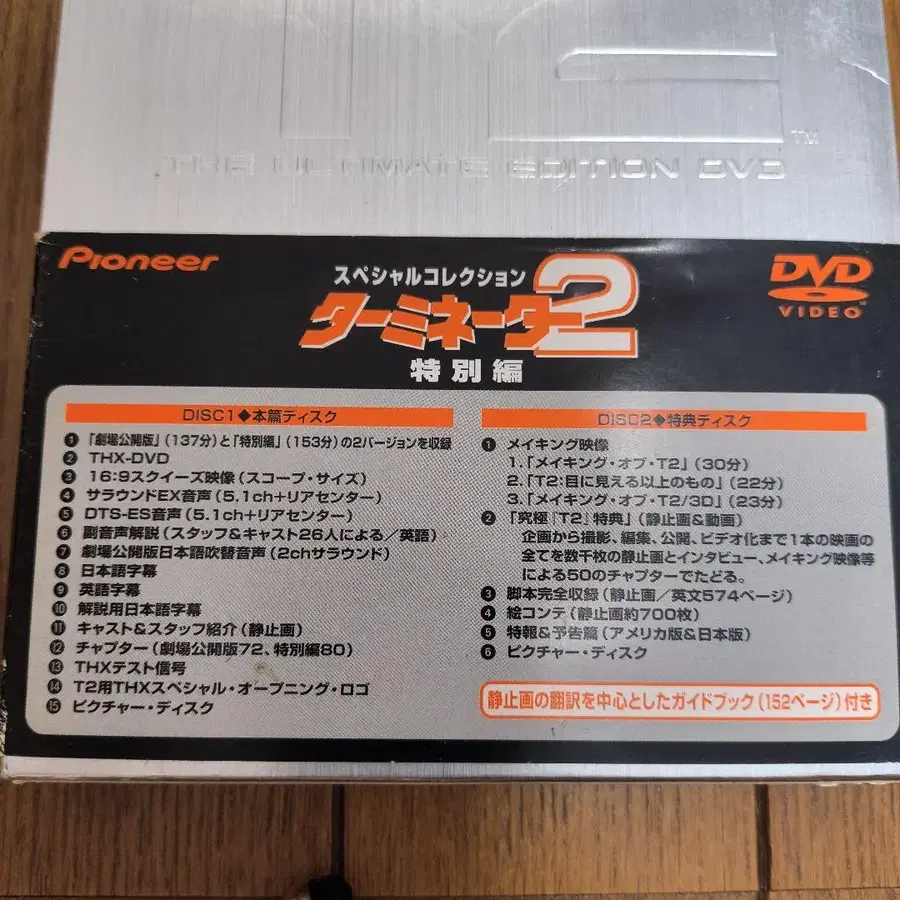 T2
™
THE ULTIMATE EDITION DVD
Pioneer
スペシャルコレクション
ターミネーター2
特別編
DVD
VIDEO
DISC1◆本篇ディスク
❶「劇場公開版」(137分)と「特別編」(153分)の2バージョンを収録
❷ THX-DVD
❸ 16:9スクイーズ映像(スコープ・サイズ)
❹ サラウンドEX音声(5.1ch+リアセンター)
❺ DTS-ES音声(5.1ch+リアセンター)
❻ 副音声解説(スタッフ&キャスト26人による/英語)
❼ 劇場公開版日本語吹替音声(2chサラウンド)
❽ 日本語字幕
❾ 英語字幕
❿ 解説用日本語字幕
⓫ キャスト&スタッフ紹介(静止画)
⓬ チャプター(劇場公開版72、特別編80)
⓭ THXテスト信号
⓮ T2用THXスペシャル・オープニング・ロゴ
⓯ ピクチャー・ディスク
DISC2◆特典ディスク
❶ メイキング映像
1.「メイキング・オブ・T2」(30分)
2.「T2:目に見える以上のもの」(22分)
3.「メイキング・オブ・T2/3D」(23分)
❷「究極『T2』特典」(静止画&動画)
企画から撮影、編集、公開、ビデオ化まで1本の映画の
全てを数千枚の静止画とインタビュー、メイキング映像等
による50のチャプターでたどる。
❸ 脚本完全収録(静止画/英文574ページ)
❹ 絵コンテ(静止画約700枚)
❺ 特報&予告篇(アメリカ版&日本版)
❻ ピクチャー・ディスク
静止画の翻訳を中心としたガイドブック(152ページ)付き